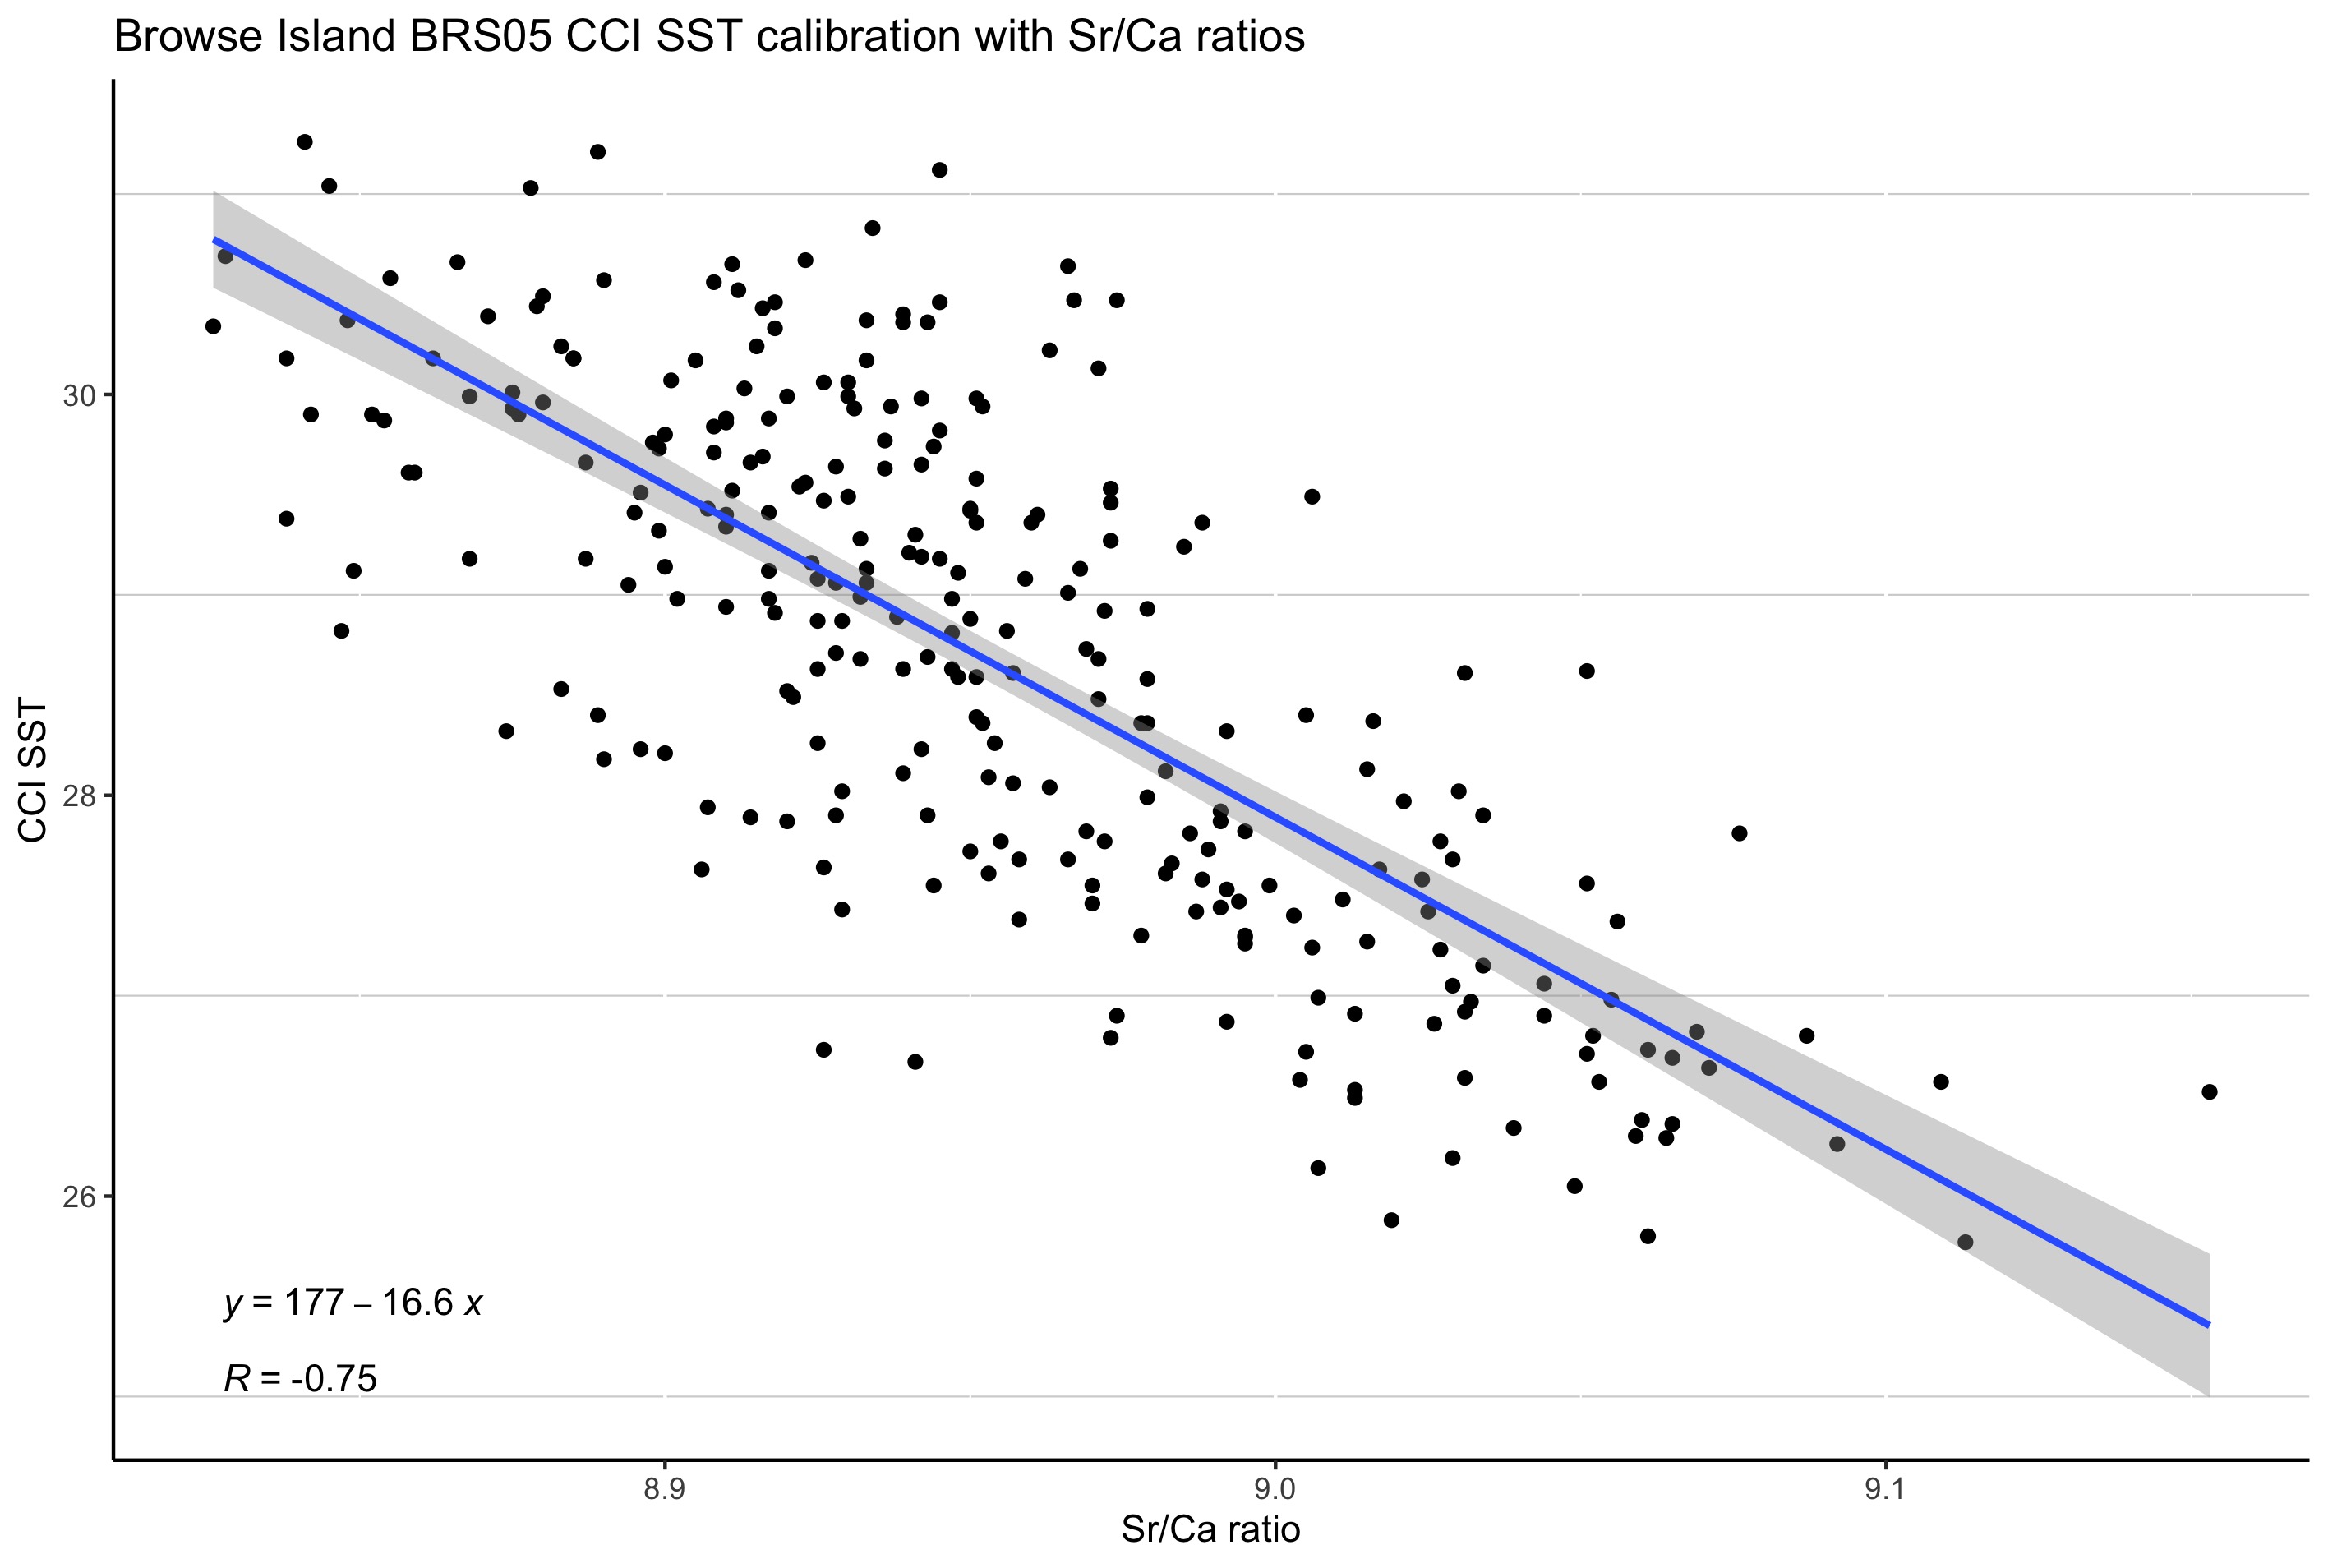 Browse Island BRS05 CCI SST calibration with Sr/Ca ratios
30
28
26
CCI SST
y = 177 – 16.6 x
R = -0.75
8.9
9.0
9.1
Sr/Ca ratio